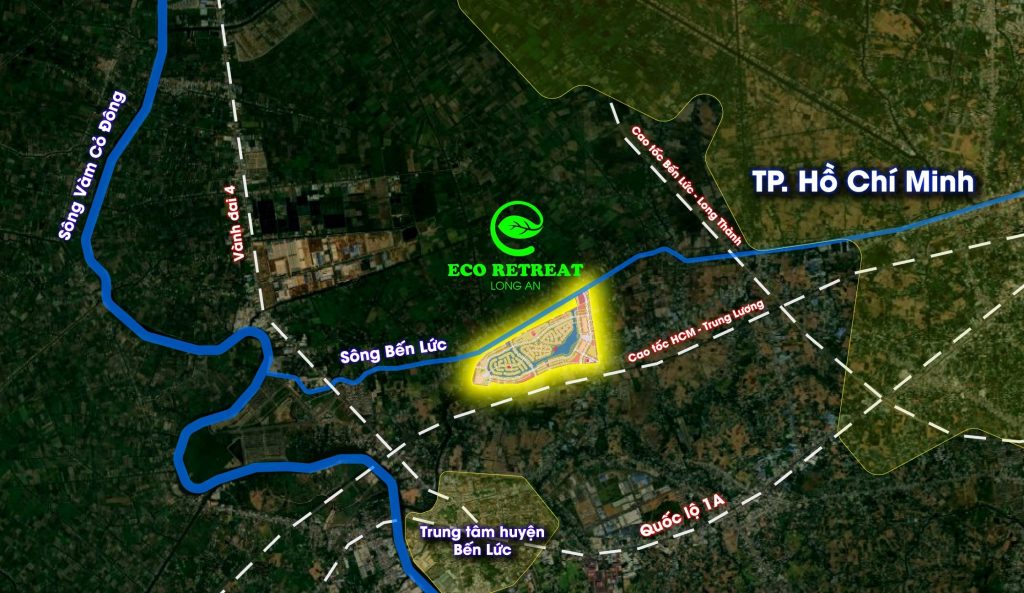 Sông Vàm Cỏ Đông
Vành đai 4
Cao tốc Bến Lức - Long Thành
TP. Hồ Chí Minh
ECO RETREAT
LONG AN
Sông Bến Lức
Cao tốc HCM - Trung Lương
Quốc lộ 1A
Trung tâm huyện
Bến Lức